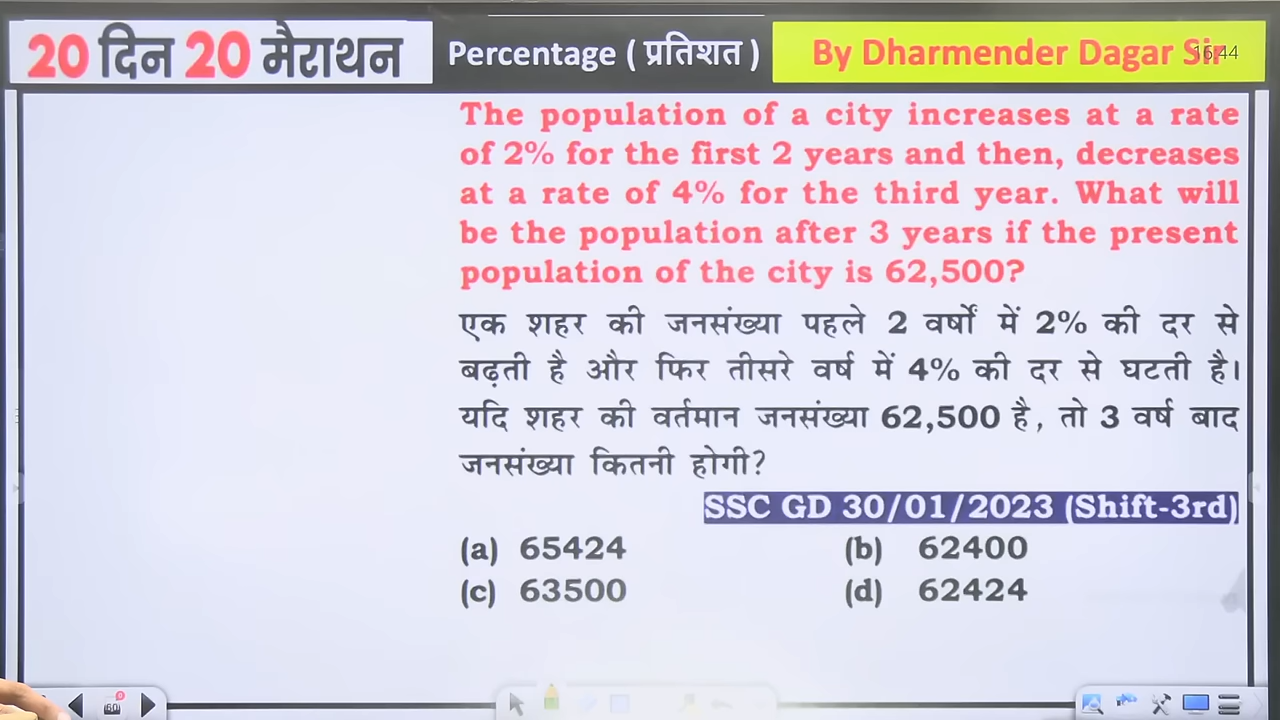 20 दिन 20 मैराथन
Percentage ( प्रतिशत )
By Dharmender Dagar Sir
16:44
The population of a city increases at a rate
of 2% for the first 2 years and then, decreases
at a rate of 4% for the third year. What will
be the population after 3 years if the present
population of the city is 62,500?
एक शहर की जनसंख्या पहले 2 वर्षों में 2% की दर से
बढ़ती है और फिर तीसरे वर्ष में 4% की दर से घटती है।
यदि शहर की वर्तमान जनसंख्या 62,500 है, तो 3 वर्ष बाद
जनसंख्या कितनी होगी?
SSC GD 30/01/2023 (Shift-3rd)
(a) 65424 (b) 62400
(c) 63500 (d) 62424